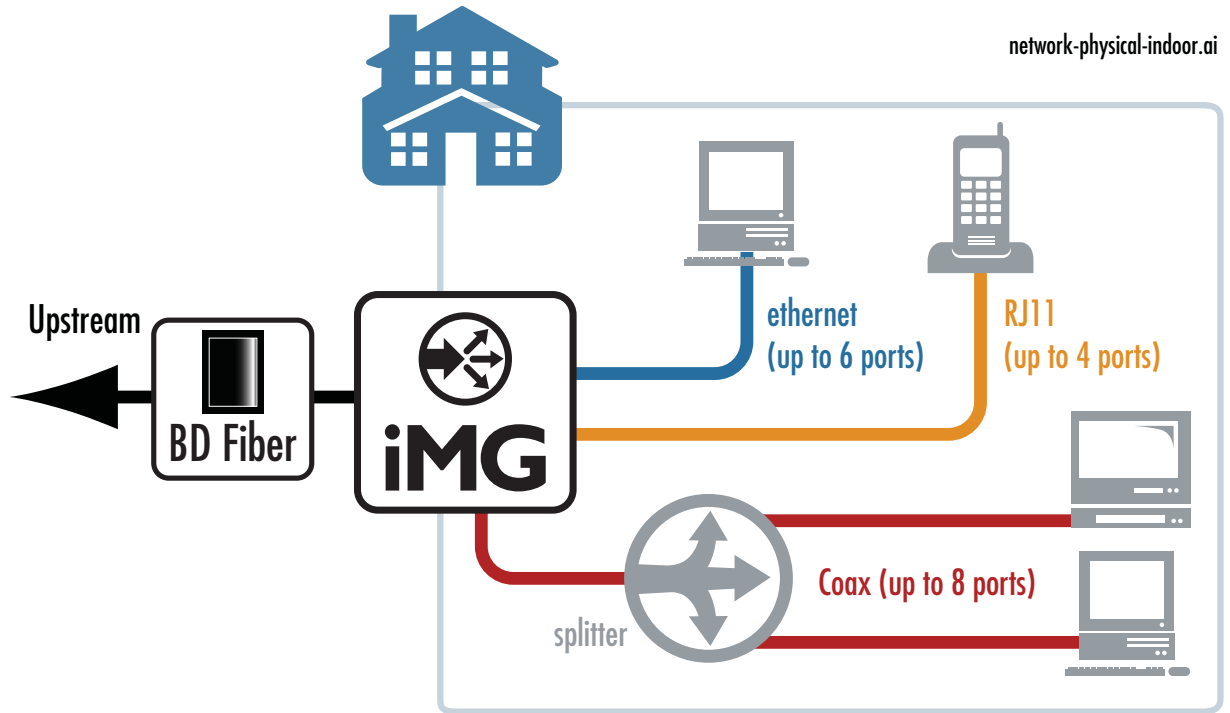 network-physical-indoor.ai
Upstream
BD Fiber
iMG
ethernet
(up to 6 ports)
RJ11
(up to 4 ports)
splitter
Coax (up to 8 ports)